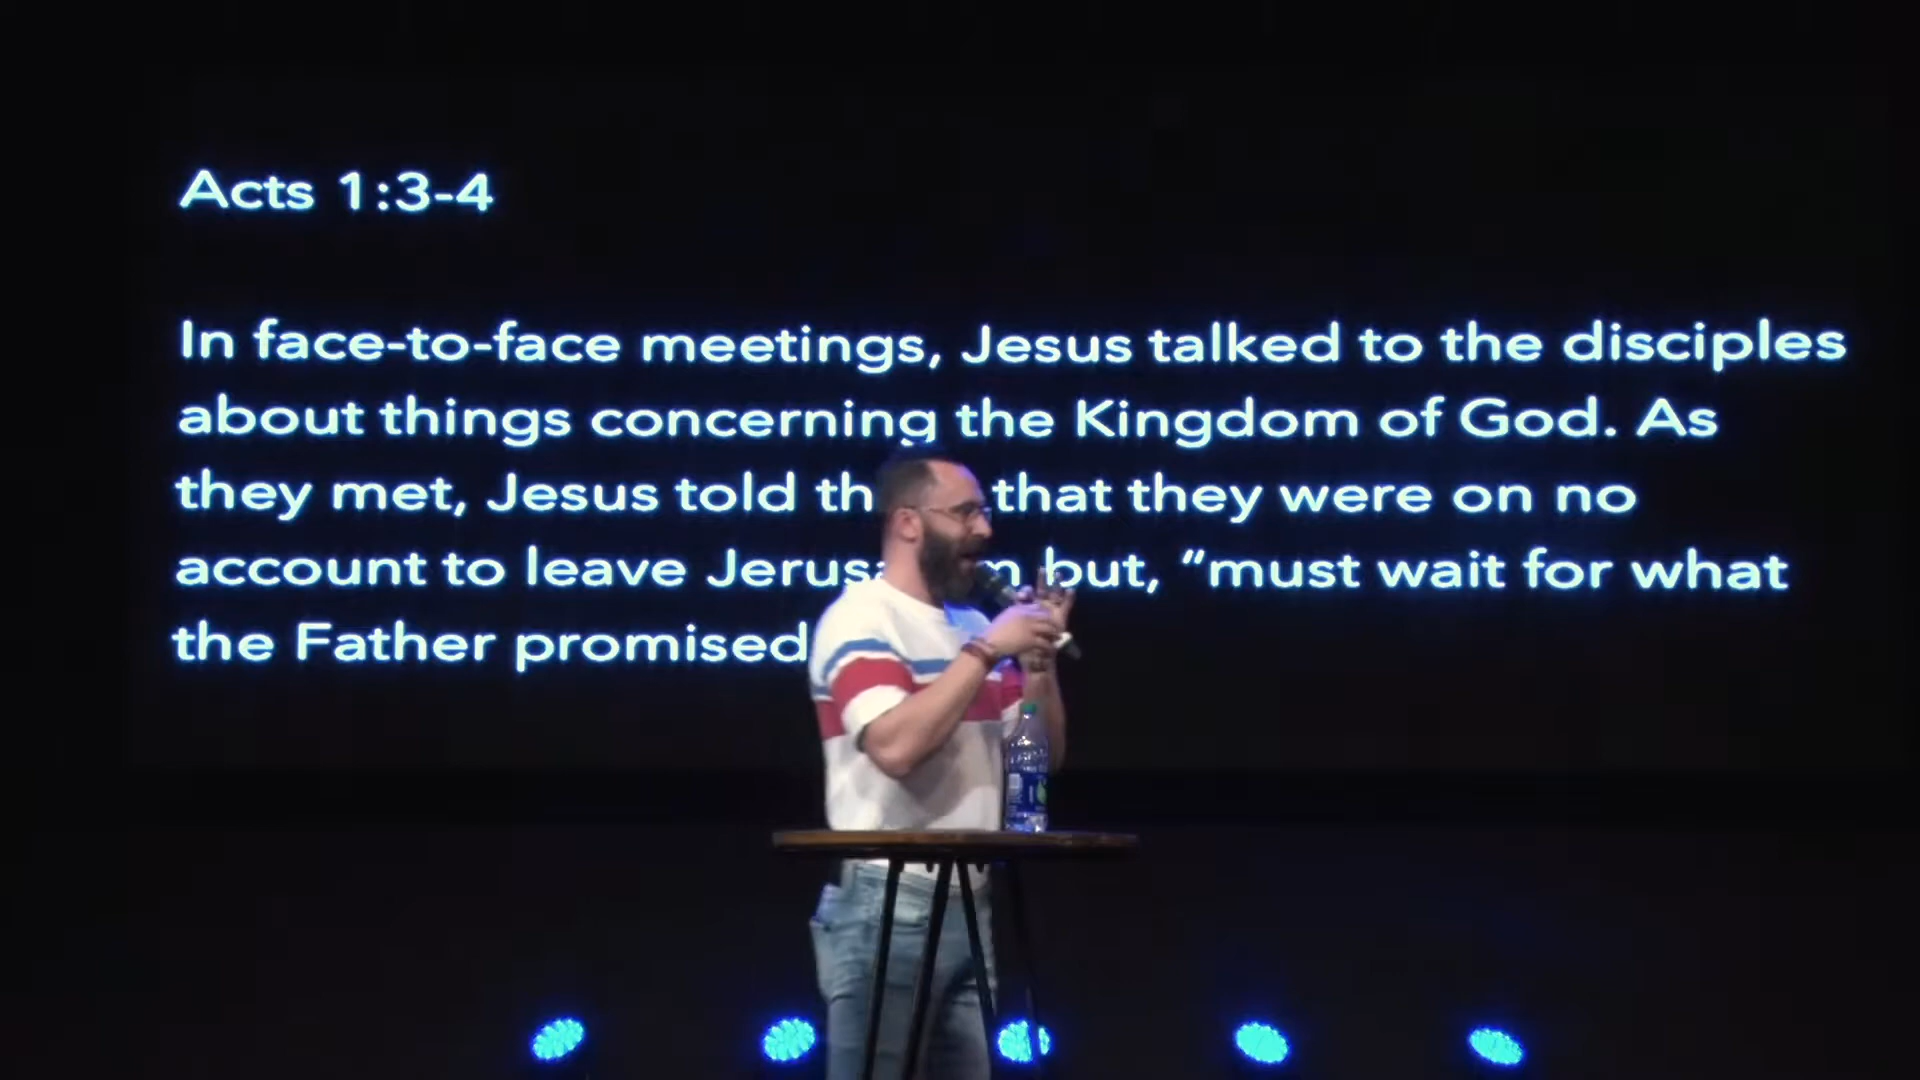 Acts 1:3-4
In face-to-face meetings, Jesus talked to the disciples
about things concerning the Kingdom of God. As
they met, Jesus told that they were on no
account to leave but, “must wait for what
the Father promised